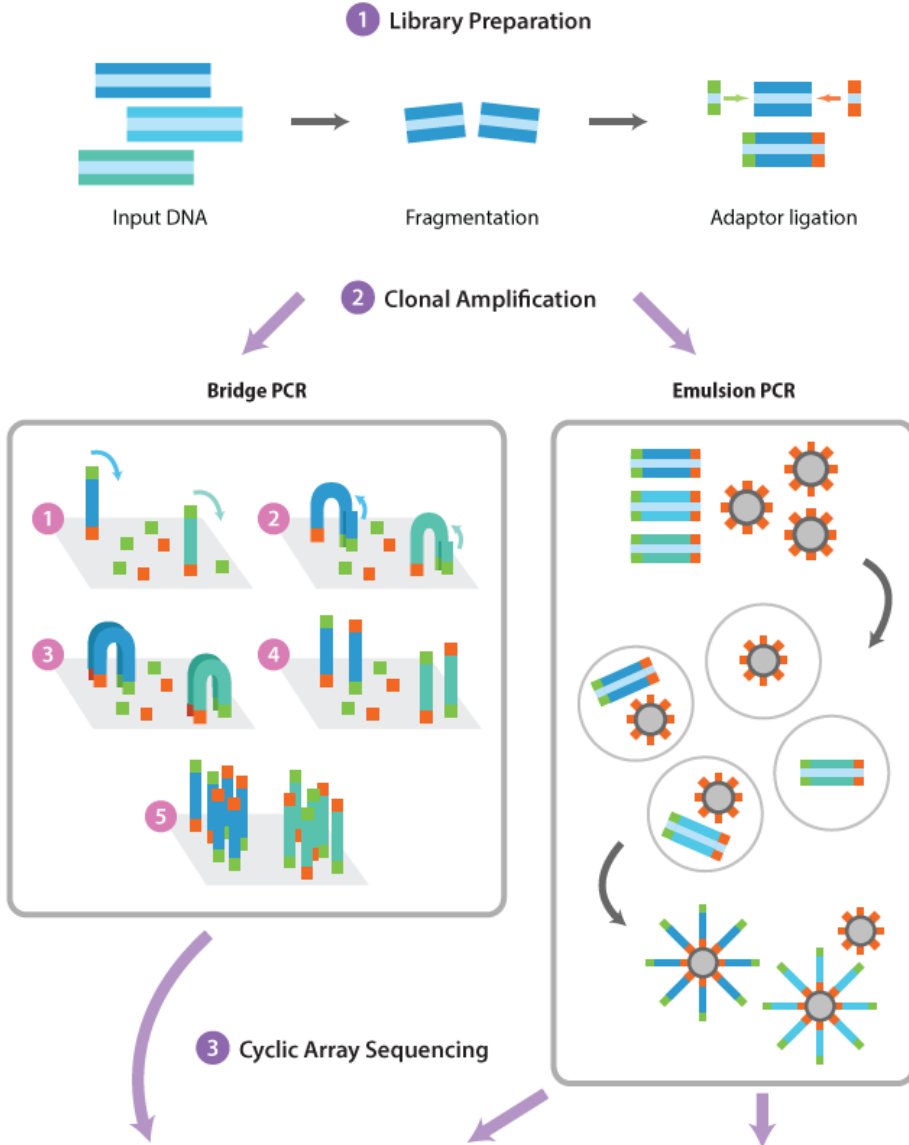 1 Library Preparation
Input DNA
Fragmentation
Adaptor ligation
2 Clonal Amplification
Bridge PCR
Emulsion PCR
1
2
3
4
5
3 Cyclic Array Sequencing